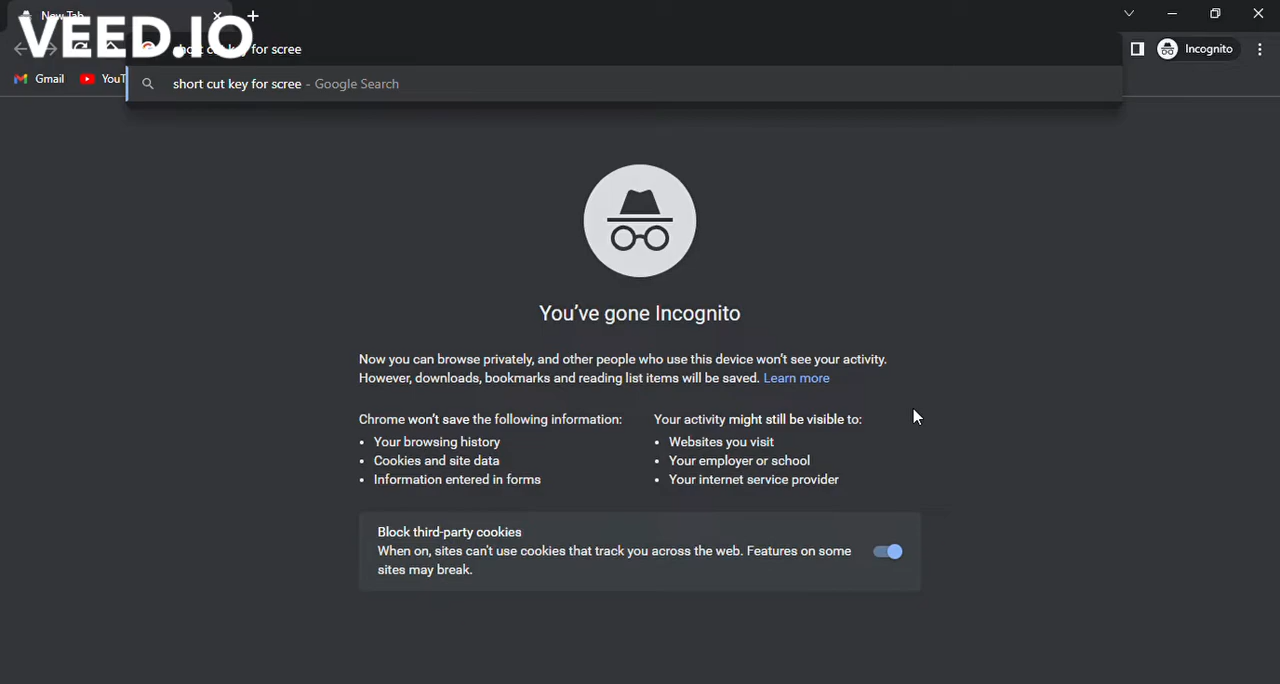 New Tab
VEED.IO
short cut key for scree
Incognito
Gmail
YouT
short cut key for scree - Google Search
You've gone Incognito
Now you can browse privately, and other people who use this device won't see your activity.
However, downloads, bookmarks and reading list items will be saved. Learn more
Chrome won't save the following information:
• Your browsing history
• Cookies and site data
• Information entered in forms
Your activity might still be visible to:
• Websites you visit
• Your employer or school
• Your internet service provider
Block third-party cookies
When on, sites can't use cookies that track you across the web. Features on some
sites may break.